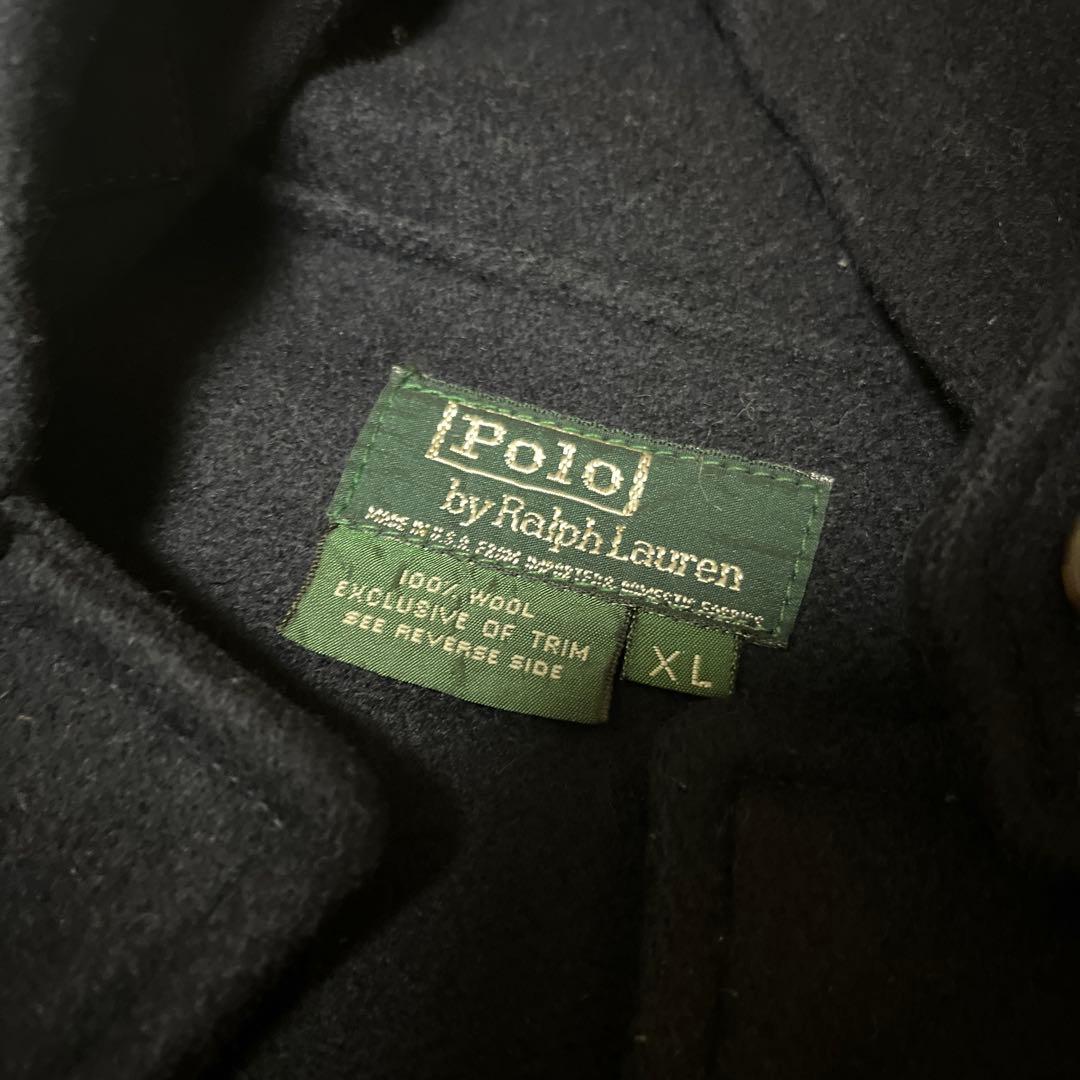 Polo
by Ralph Lauren
MADE IN U.S.A. FROM IMPORTED & DOMESTIC FABRICS
100% WOOL
EXCLUSIVE OF TRIM
SEE REVERSE SIDE
XL